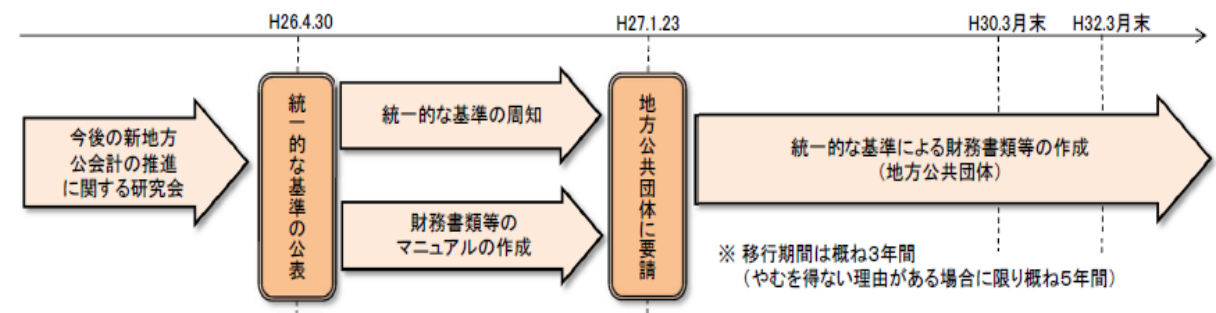 H26.4.30
H27.1.23
H30.3月末
H32.3月末
今後の新地方
公会計の推進
に関する研究会
統一的な基準の公表
統一的な基準の周知
財務書類等の
マニュアルの作成
地方公共団体に要請
統一的な基準による財務書類等の作成
（地方公共団体）
※ 移行期間は概ね３年間
（やむを得ない理由がある場合に限り概ね５年間）